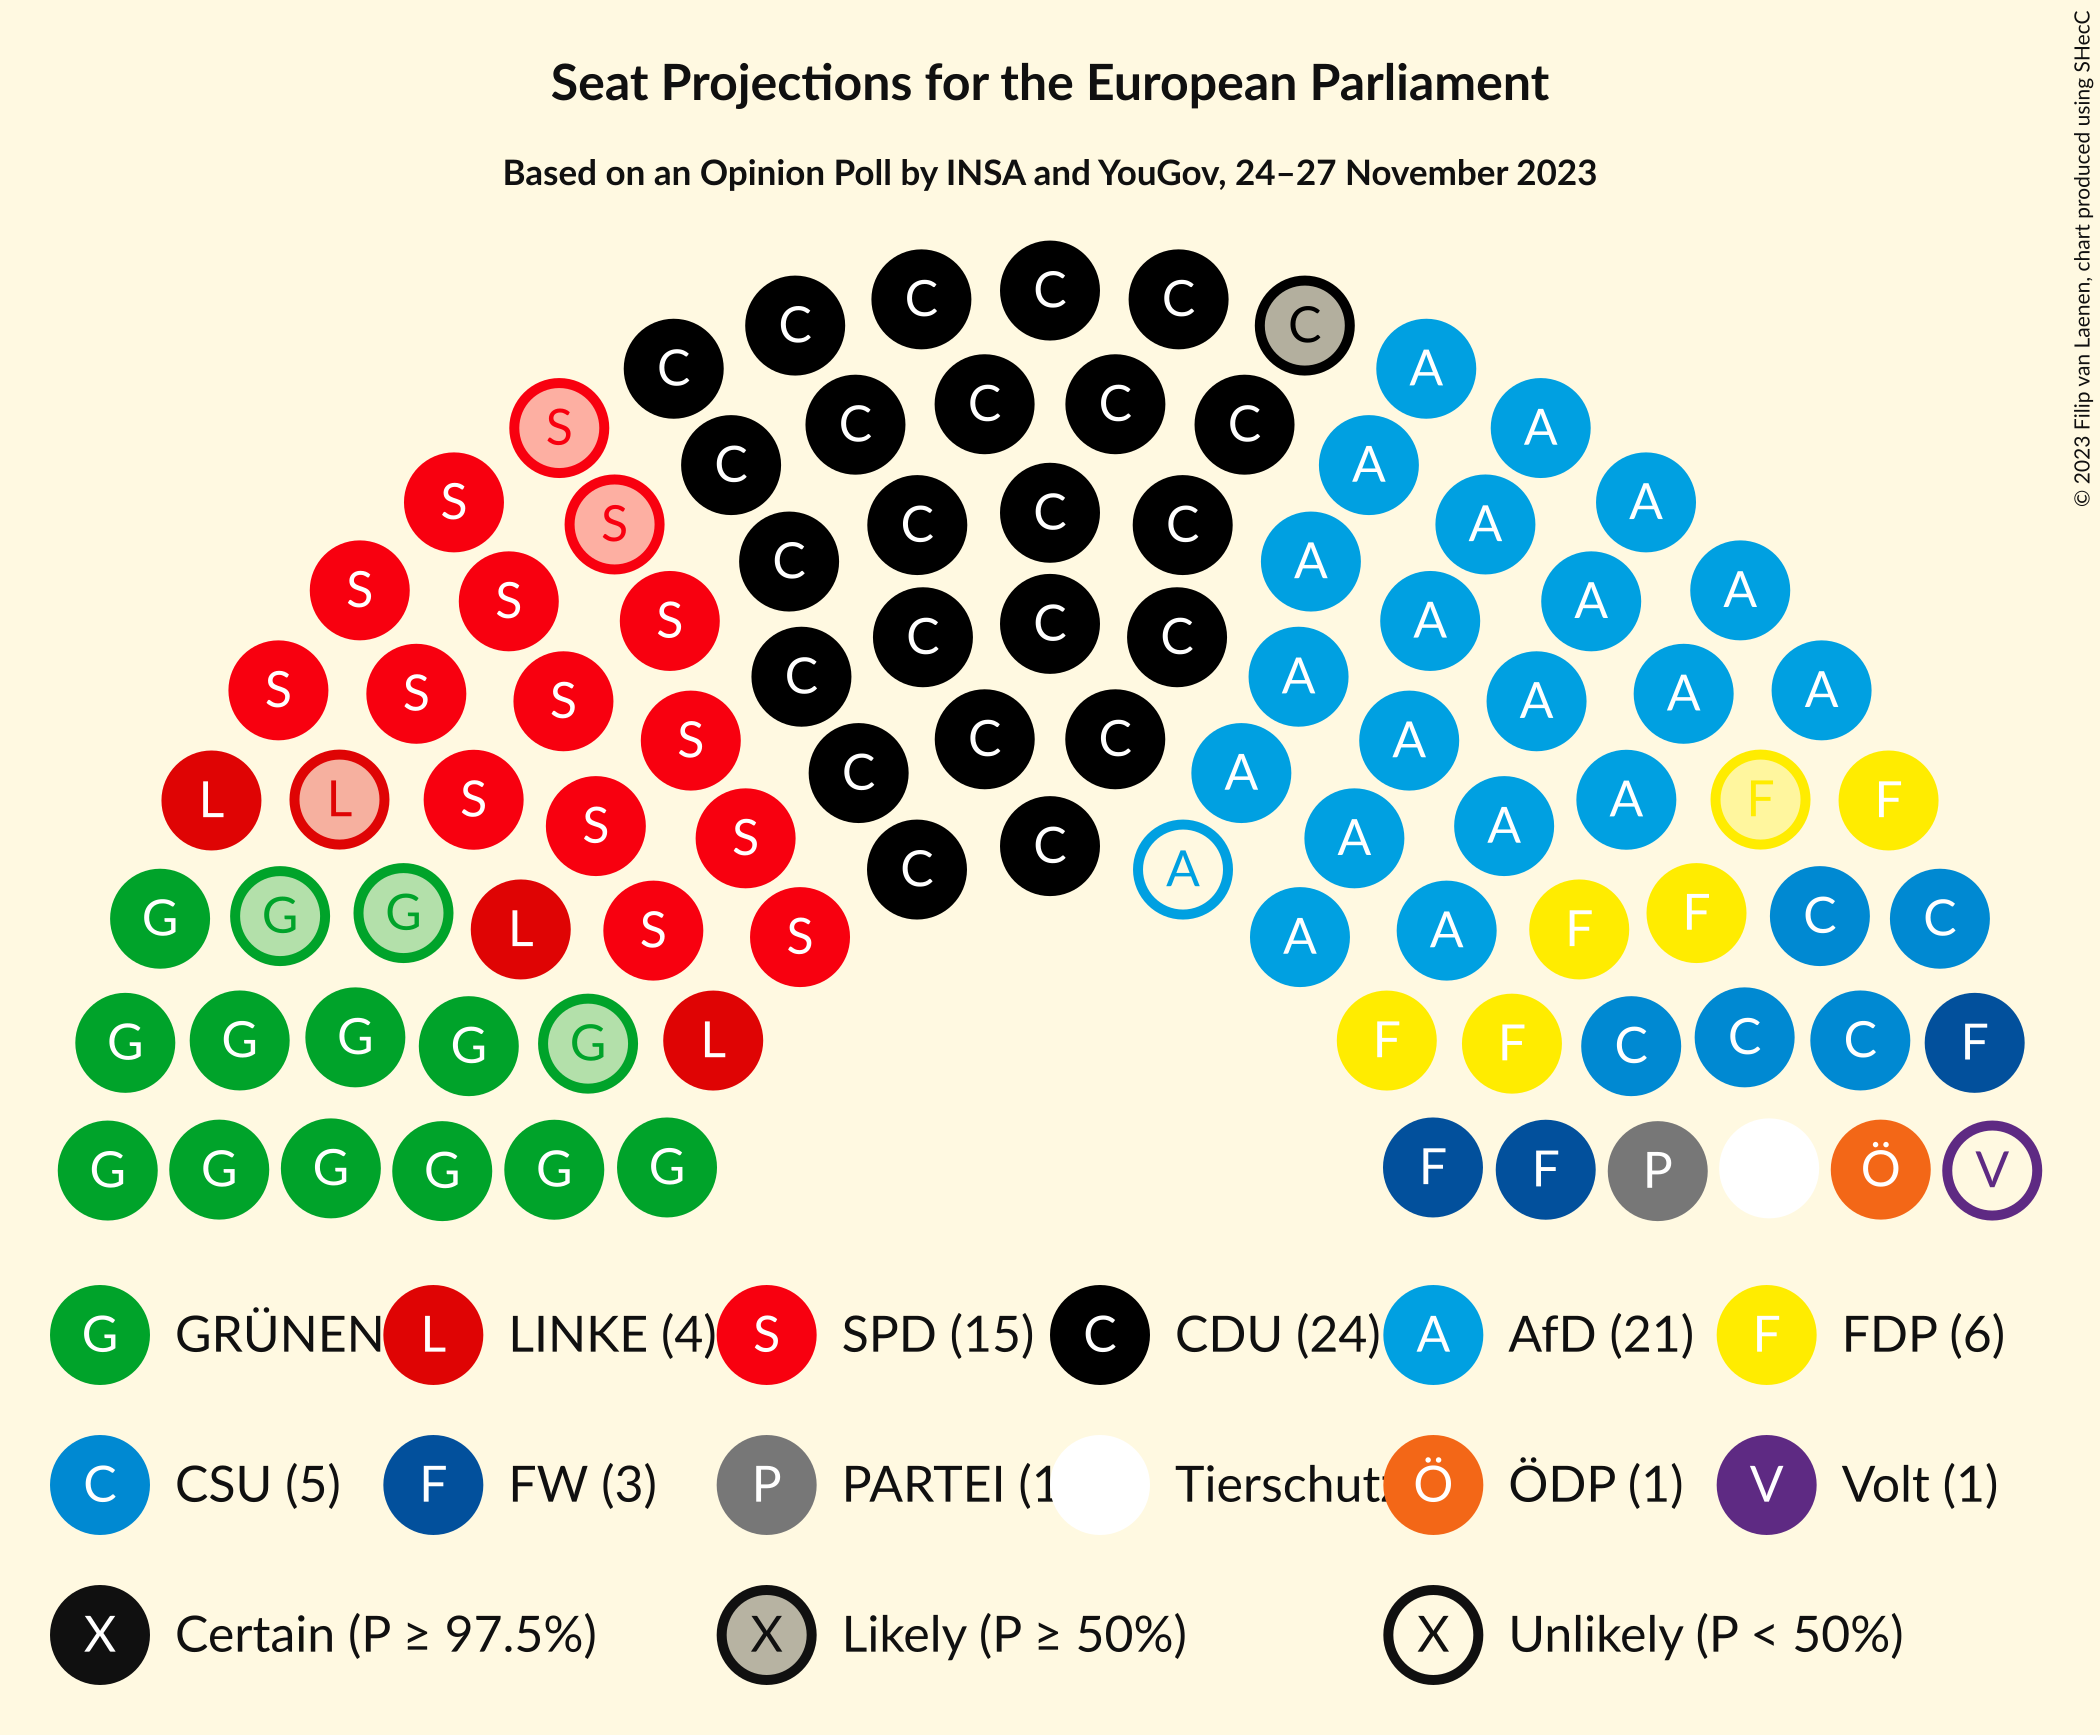 Seat Projections for the European Parliament
Based on an Opinion Poll by INSA and YouGov, 24–27 November 2023
© 2023 Filip van Laenen, chart produced using SHecC
C C C C C C C A
S C C C C C A A
S S C C C C A A A
S S S C C C C A A A A
S S S S C C C A A A A A
L L S S S C C A A A A F F
G G G L S S C C A A A F F C C
G G G G G L F F C C C F
G G G G G G F F P Ö V
G GRÜNEN L LINKE (4) S SPD (15) C CDU (24) A AfD (21) F FDP (6)
C CSU (5) F FW (3) P PARTEI (1 Tierschutz Ö ÖDP (1) V Volt (1)
X Certain (P ≥ 97.5%) X Likely (P ≥ 50%) X Unlikely (P < 50%)